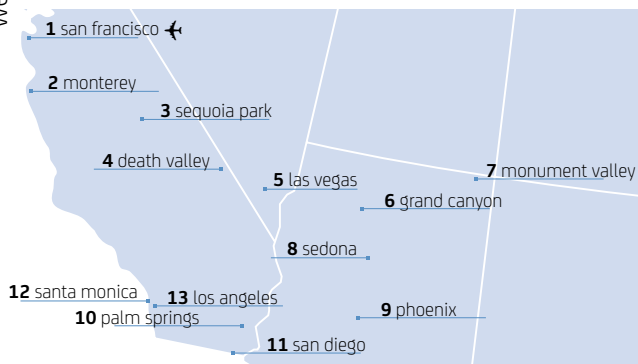 1 san francisco
2 monterey
3 sequoia park
4 death valley
5 las vegas
7 monument valley
6 grand canyon
8 sedona
12 santa monica
13 los angeles
10 palm springs
9 phoenix
11 san diego